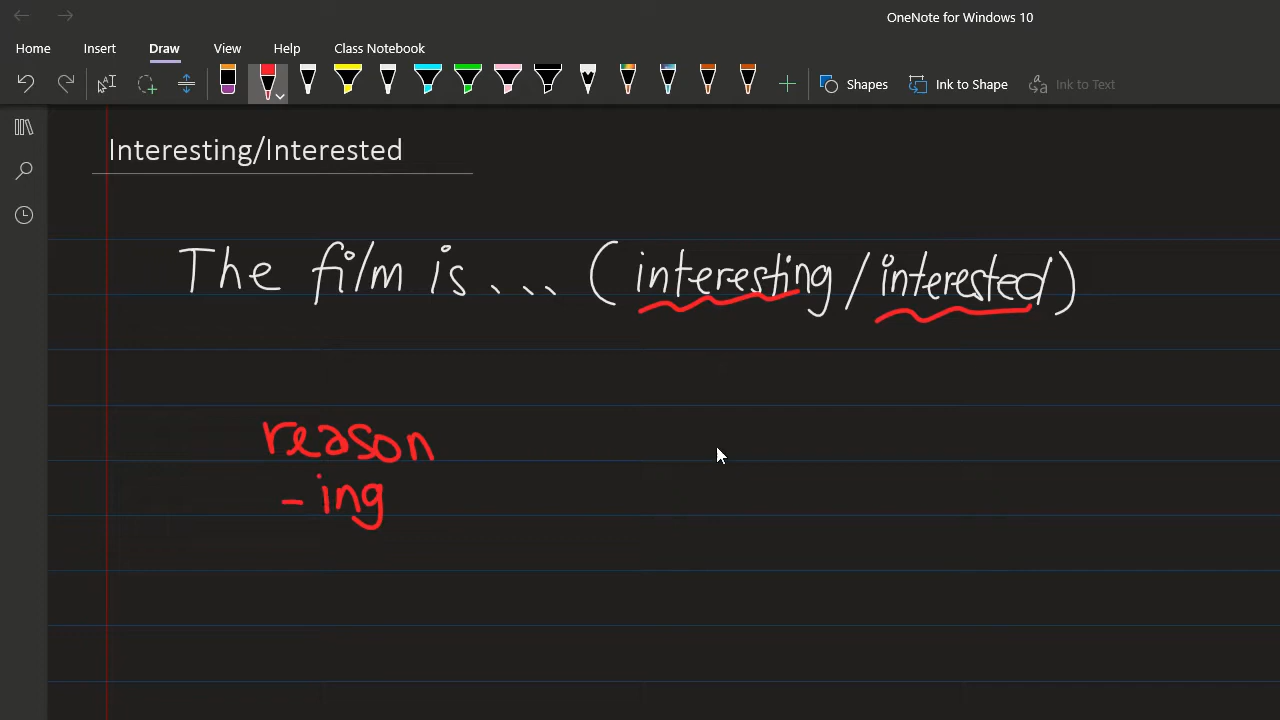 OneNote for Windows 10
Home Insert Draw View Help Class Notebook
Shapes Ink to Shape Ink to Text
Interesting/Interested
The film is ... (interesting/interested)
reason
- ing